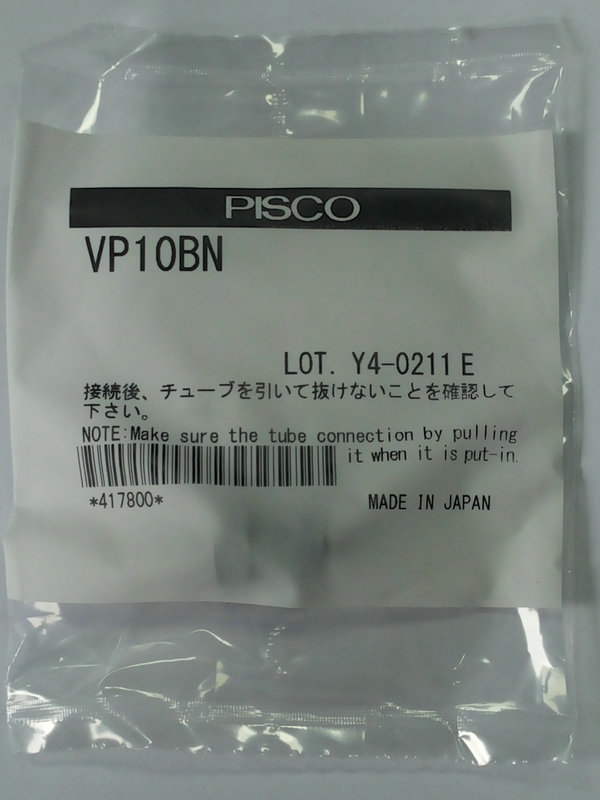 PISCO
VP10BN
LOT. Y4-0211E
接続後、チューブを引いて抜けないことを確認して
下さい。
NOTE:Make sure the tube connection by pulling
it when it is put-in.
*417800*
MADE IN JAPAN